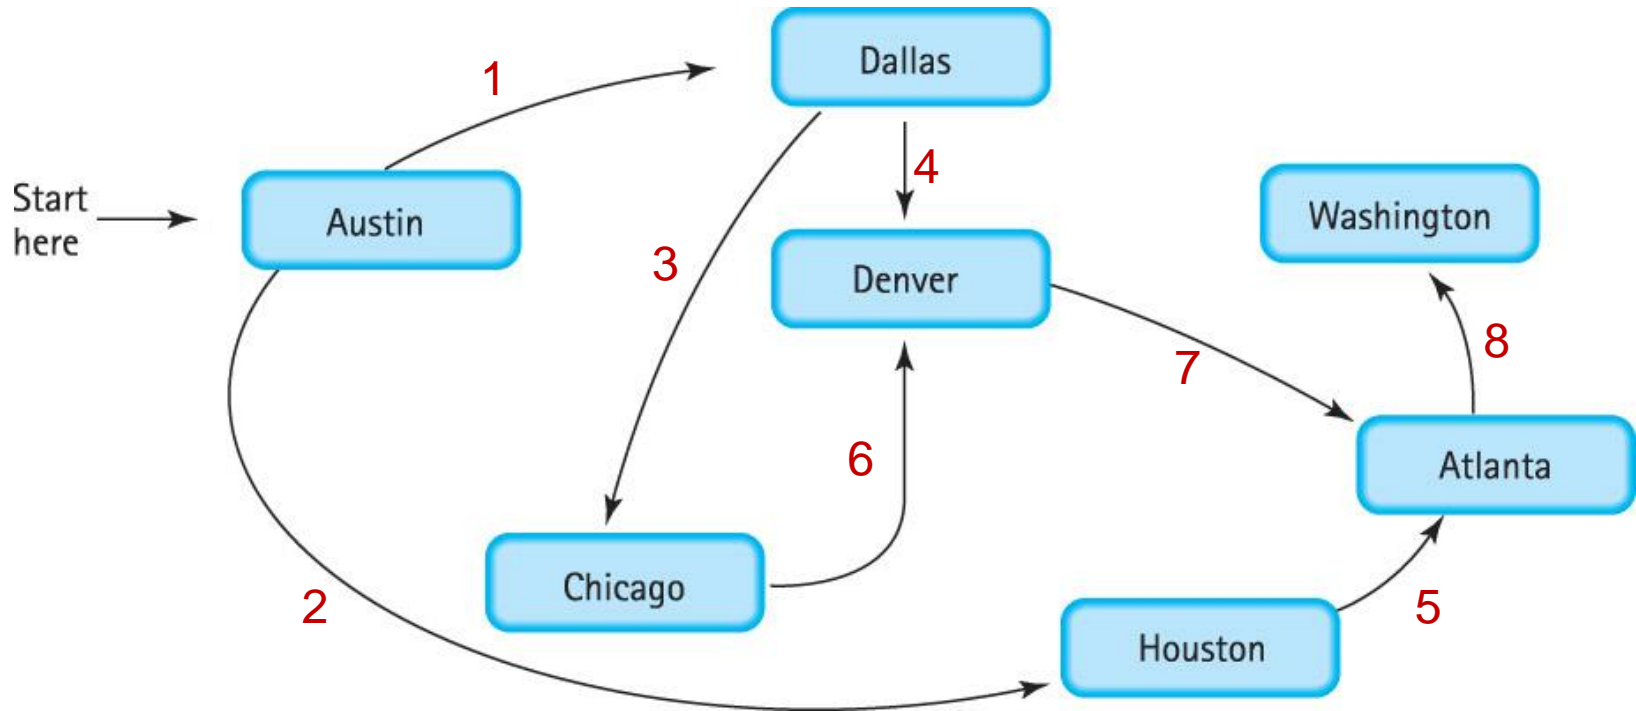 Dallas
1
4
Start
here
Austin
Washington
3
Denver
7
8
6
Atlanta
Chicago
2
5
Houston